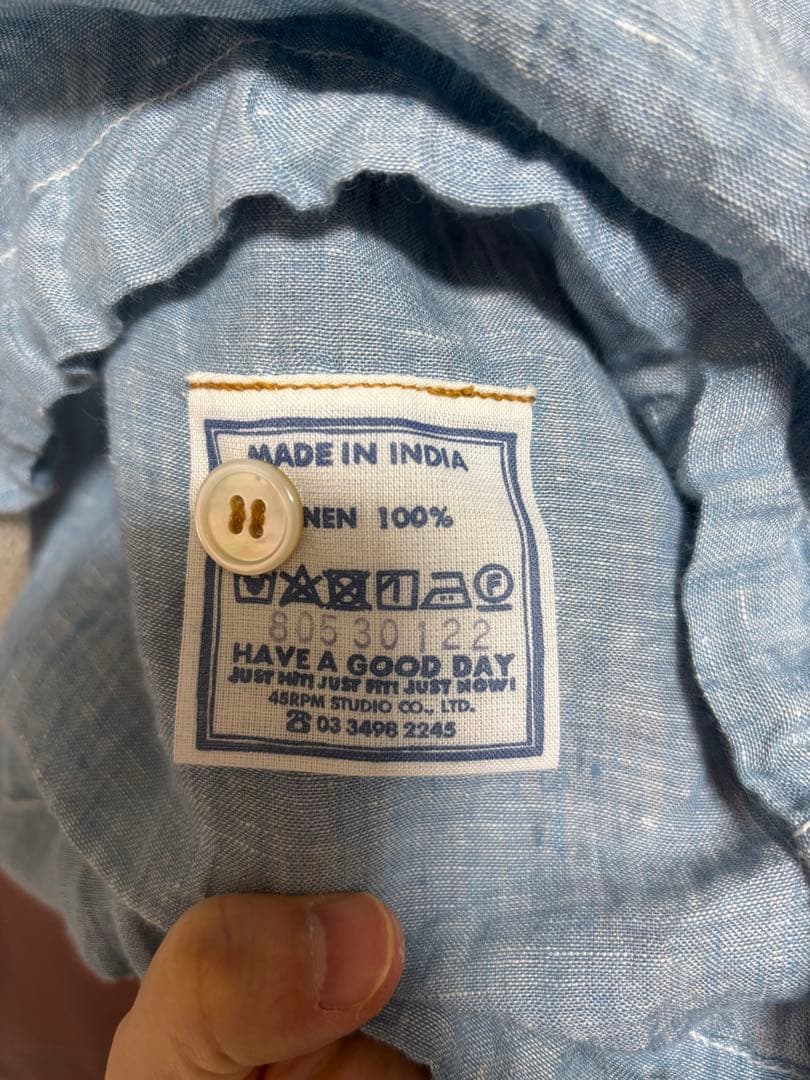 MADE IN INDIA
NEN 100%
80530122
HAVE A GOOD DAY
JUST HIT! JUST FIT! JUST NOW!
45RPM STUDIO CO., LTD.
☎ 03 3498 2245